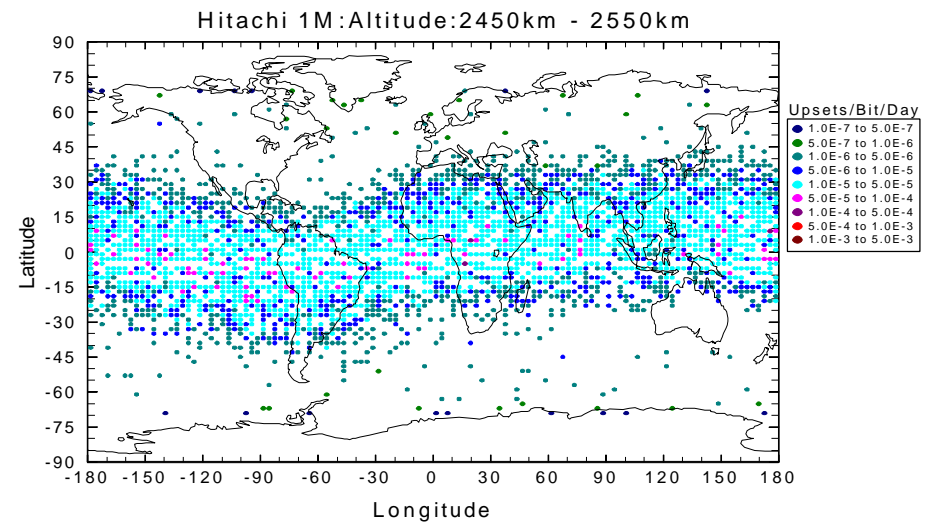 Hitachi 1M:Altitude:2450km - 2550km
90
75
60
45
30
15
0
-15
-30
-45
-60
-75
-90
Latitude
-180 -150 -120 -90 -60 -30 0 30 60 90 120 150 180
Longitude
Upsets/Bit/Day
1.0E-7 to 5.0E-7
5.0E-7 to 1.0E-6
1.0E-6 to 5.0E-6
5.0E-6 to 1.0E-5
1.0E-5 to 5.0E-5
5.0E-5 to 1.0E-4
1.0E-4 to 5.0E-4
5.0E-4 to 1.0E-3
1.0E-3 to 5.0E-3